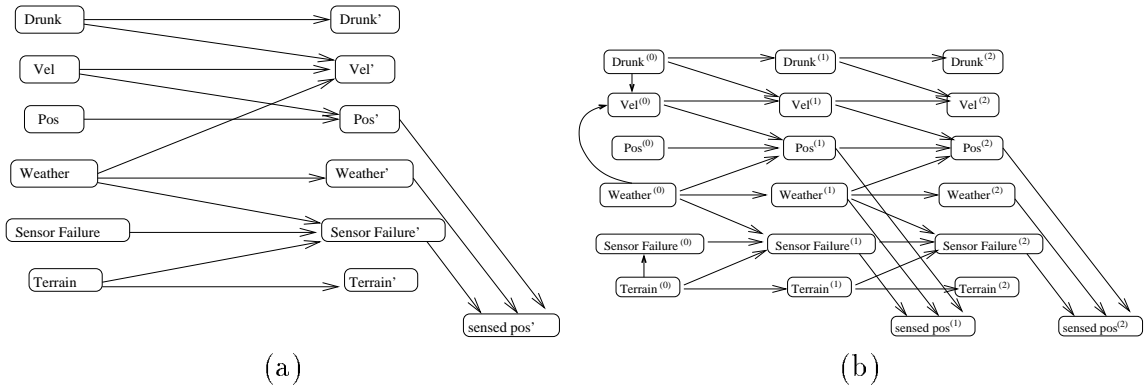 Drunk
Drunk’
Vel
Vel’
Pos
Pos’
Weather
Weather’
Sensor Failure
Sensor Failure’
Terrain
Terrain’
sensed pos’
(a)
Drunk(0)
Drunk(1)
Drunk(2)
Vel(0)
Vel(1)
Vel(2)
Pos(0)
Pos(1)
Pos(2)
Weather(0)
Weather(1)
Weather(2)
Sensor Failure(0)
Sensor Failure(1)
Sensor Failure(2)
Terrain(0)
Terrain(1)
Terrain(2)
sensed pos(1)
sensed pos(2)
(b)